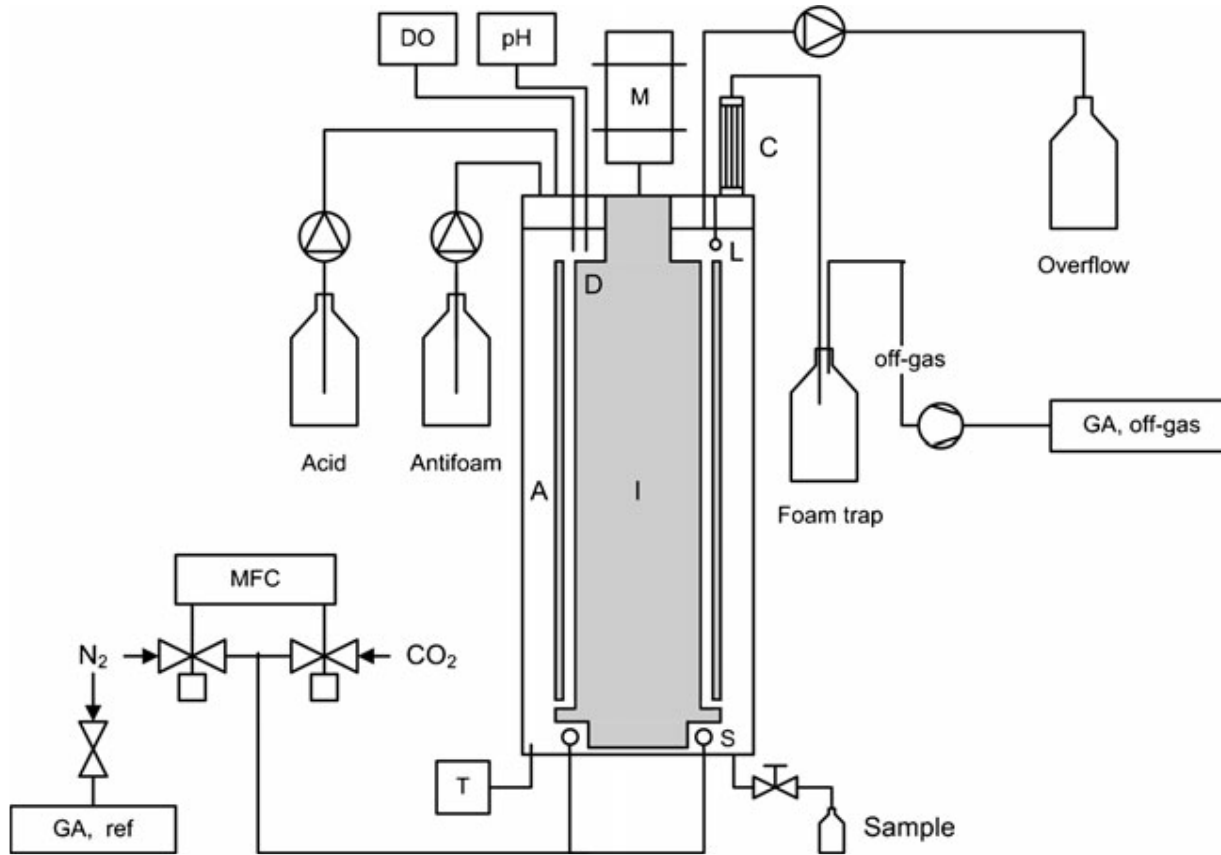 DO
pH
M
C
Overflow
L
D
off-gas
GA, off-gas
Acid
Antifoam
A
I
Foam trap
MFC
N₂
CO₂
S
T
GA, ref
Sample